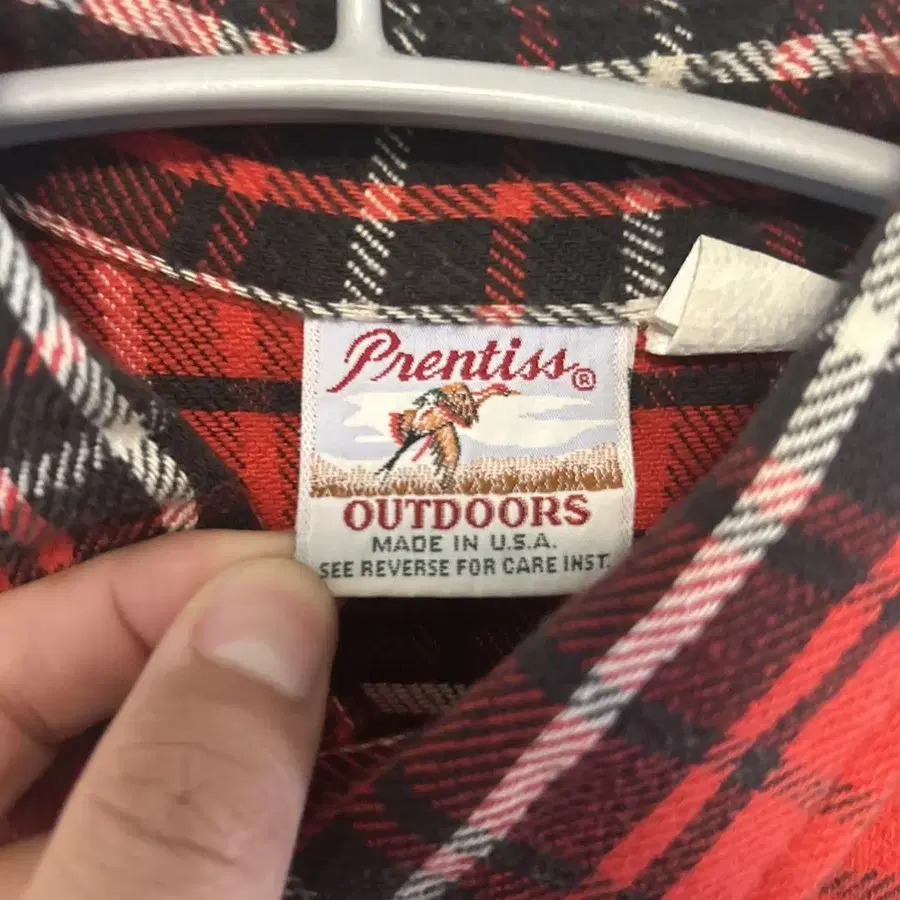 Prentiss®
OUTDOORS
MADE IN U.S.A.
SEE REVERSE FOR CARE INST.